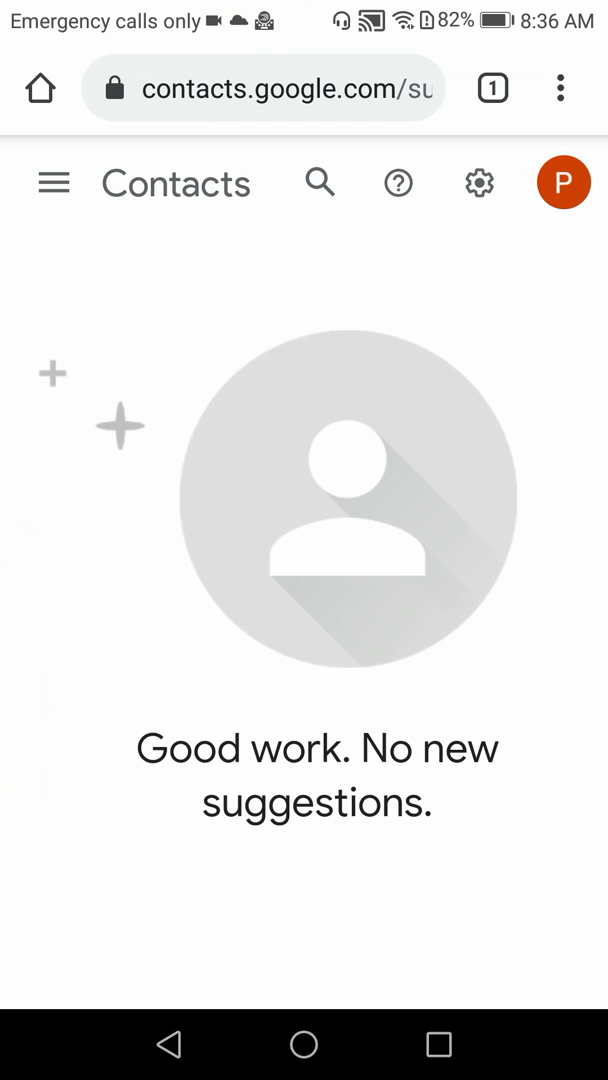 Emergency calls only 82% 8:36 AM
contacts.google.com/su
1
Contacts
P
Good work. No new
suggestions.